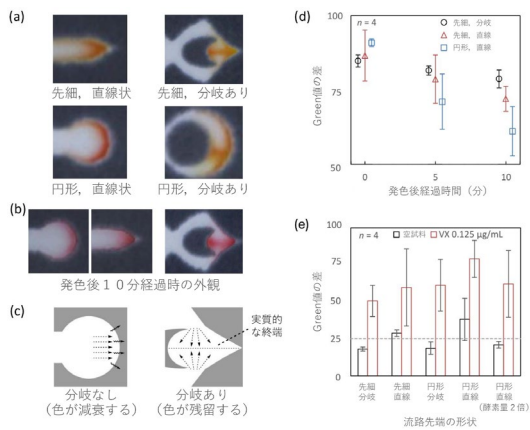 (a)
先細，直線状
先細，分岐あり
円形，直線状
円形，分岐あり
(b)
発色後１０分経過時の外観
(c)
実質的
な終端
分岐なし
(色が減衰する)
分岐あり
(色が残留する)
(d)
n = 4
先細，分岐
先細，直線
円形，直線
100
75
50
Green値の差
0
5
10
発色後経過時間（分）
(e)
n = 4
空試料
VX 0.125 μg/mL
100
75
50
25
0
Green値の差
先細
分岐
先細
直線
円形
分岐
円形
直線
円形
直線
(酵素量２倍)
流路先端の形状